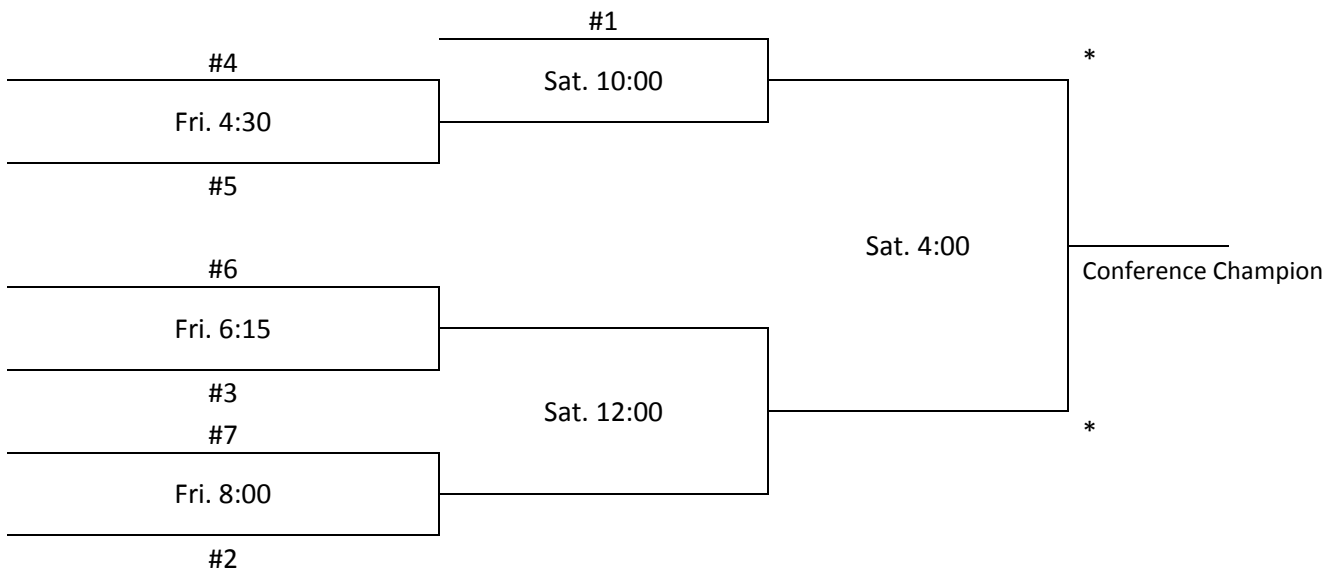 #1
#4
*
Sat. 10:00
Fri. 4:30
#5
Sat. 4:00
#6
Conference Champion
Fri. 6:15
#3
Sat. 12:00
#7
*
Fri. 8:00
#2